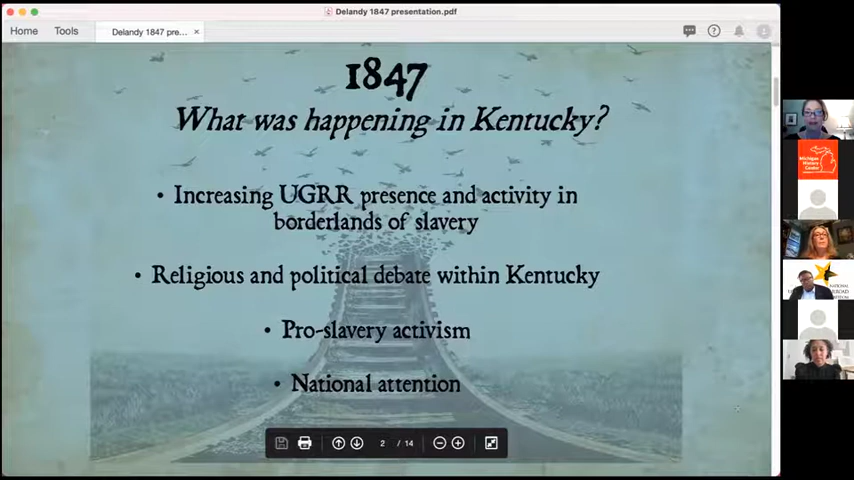 Delandy 1847 presentation.pdf
Home Tools Delandy 1847 pre... ×
1847
What was happening in Kentucky?
• Increasing UGRR presence and activity in
borderlands of slavery
• Religious and political debate within Kentucky
• Pro-slavery activism
• National attention
2 / 14
Michigan
History
Center
NATIONAL